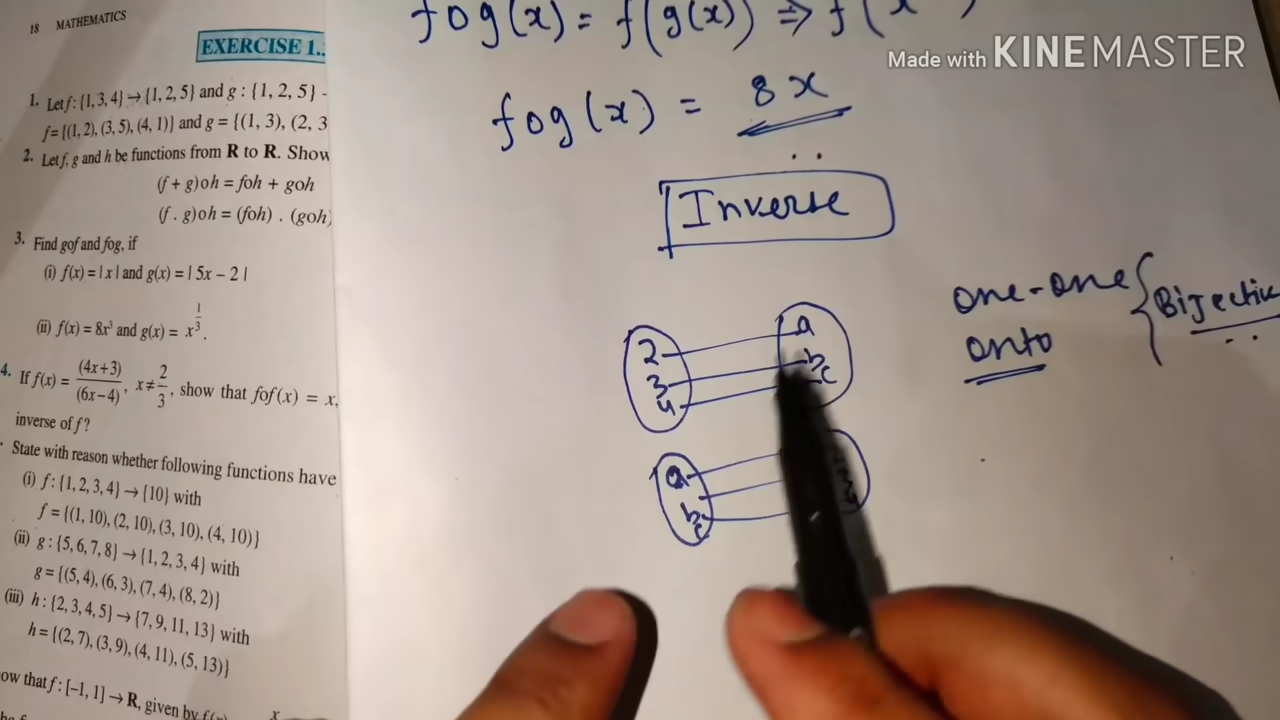 18 MATHEMATICS
EXERCISE 1..
1. Let f : {1, 3, 4} → {1, 2, 5} and g : {1, 2, 5} -
f = {(1, 2), (3, 5), (4, 1)} and g = {(1, 3), (2, 3
2. Let f, g and h be functions from R to R. Show
(f + g)oh = foh + goh
(f . g)oh = (foh) . (goh)
3. Find gof and fog, if
(i) f(x) = | x | and g(x) = | 5x – 2 |
(ii) f(x) = 8x³ and g(x) = x^(1/3).
4. If f(x) = (4x+3)/(6x–4), x ≠ 2/3, show that fof(x) = x,
inverse of f?
State with reason whether following functions have
(i) f : {1, 2, 3, 4} → {10} with
f = {(1, 10), (2, 10), (3, 10), (4, 10)}
(ii) g : {5, 6, 7, 8} → {1, 2, 3, 4} with
g = {(5, 4), (6, 3), (7, 4), (8, 2)}
(iii) h : {2, 3, 4, 5} → {7, 9, 11, 13} with
h = {(2, 7), (3, 9), (4, 11), (5, 13)}
ow that f : [–1, 1] → R, given by f(
x
fog(x) = f(g(x)) ⇒ f(x
Made with KINEMASTER
fog(x) = 8x
Inverse
2 a
3 b
4 c
a
b
c
one-one
onto
Bijective